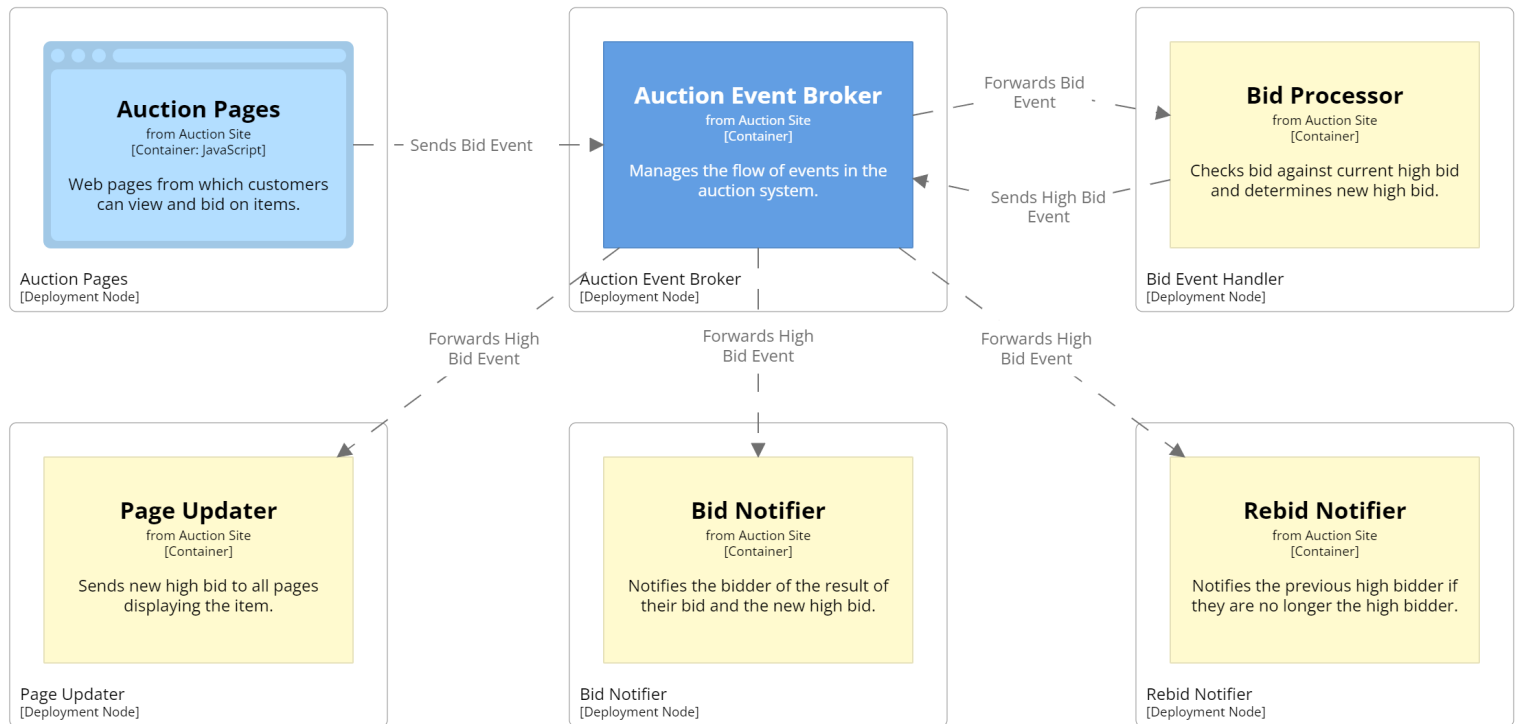 Auction Pages
from Auction Site
[Container: JavaScript]
Web pages from which customers
can view and bid on items.
Auction Pages
[Deployment Node]
Sends Bid Event
Auction Event Broker
from Auction Site
[Container]
Manages the flow of events in the
auction system.
Auction Event Broker
[Deployment Node]
Forwards Bid
Event
Sends High Bid
Event
Bid Processor
from Auction Site
[Container]
Checks bid against current high bid
and determines new high bid.
Bid Event Handler
[Deployment Node]
Forwards High
Bid Event
Forwards High
Bid Event
Forwards High
Bid Event
Page Updater
from Auction Site
[Container]
Sends new high bid to all pages
displaying the item.
Page Updater
[Deployment Node]
Bid Notifier
from Auction Site
[Container]
Notifies the bidder of the result of
their bid and the new high bid.
Bid Notifier
[Deployment Node]
Rebid Notifier
from Auction Site
[Container]
Notifies the previous high bidder if
they are no longer the high bidder.
Rebid Notifier
[Deployment Node]